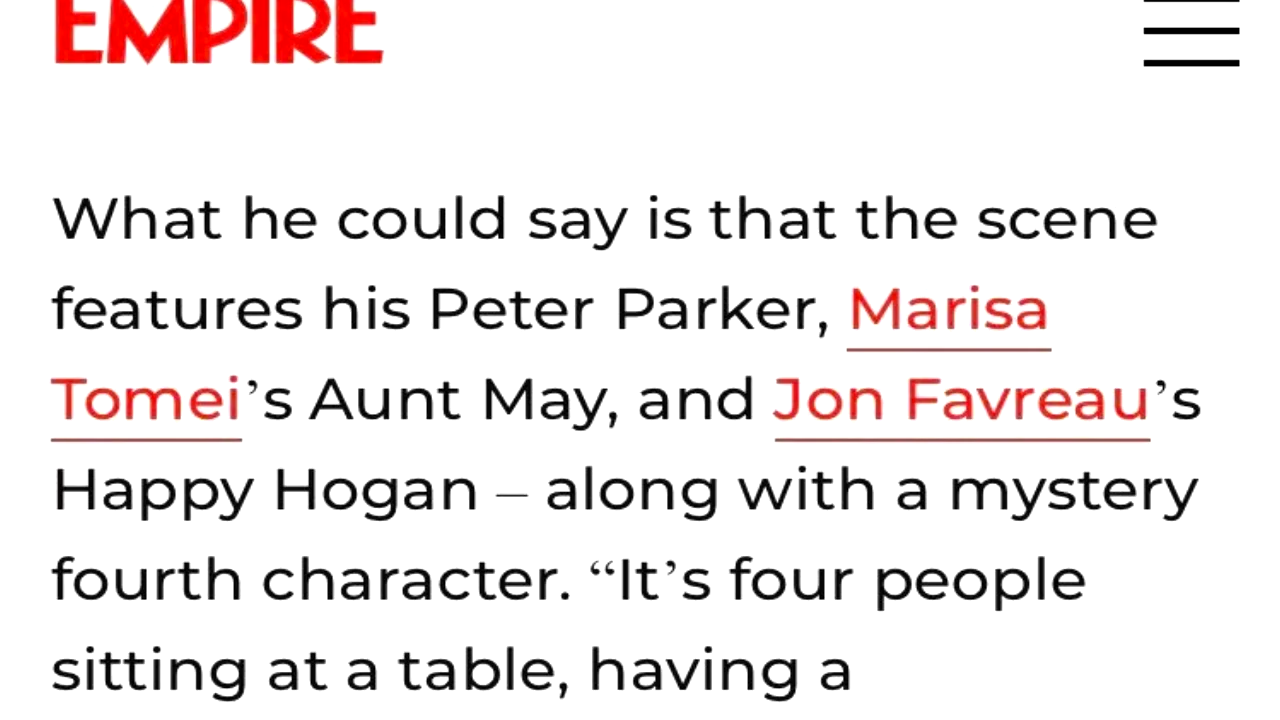 EMPIRE
What he could say is that the scene
features his Peter Parker, Marisa
Tomei’s Aunt May, and Jon Favreau’s
Happy Hogan – along with a mystery
fourth character. “It’s four people
sitting at a table, having a